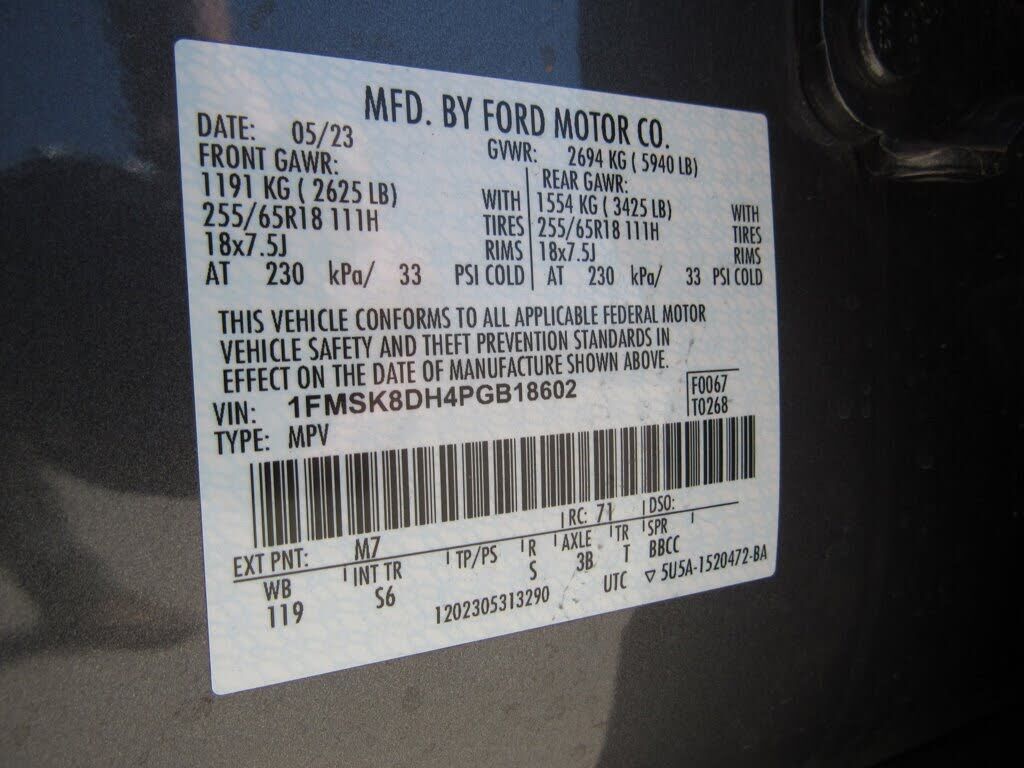 MFD. BY FORD MOTOR CO.
DATE: 05/23 GVWR: 2694 KG ( 5940 LB)
FRONT GAWR: REAR GAWR:
1191 KG ( 2625 LB) WITH 1554 KG ( 3425 LB) WITH
255/65R18 111H TIRES 255/65R18 111H TIRES
18x7.5J RIMS 18x7.5J RIMS
AT 230 kPa/ 33 PSI COLD AT 230 kPa/ 33 PSI COLD
THIS VEHICLE CONFORMS TO ALL APPLICABLE FEDERAL MOTOR
VEHICLE SAFETY AND THEFT PREVENTION STANDARDS IN
EFFECT ON THE DATE OF MANUFACTURE SHOWN ABOVE.
VIN: 1FMSK8DH4PGB18602 F0067
TYPE: MPV T0268
EXT PNT: M7 RC: 71 DSO:
WB INT TR TP/PS R AXLE TR SPR
119 S6 S 3B T BBCC
1202305313290 UTC ▽ 5U5A-1520472-BA